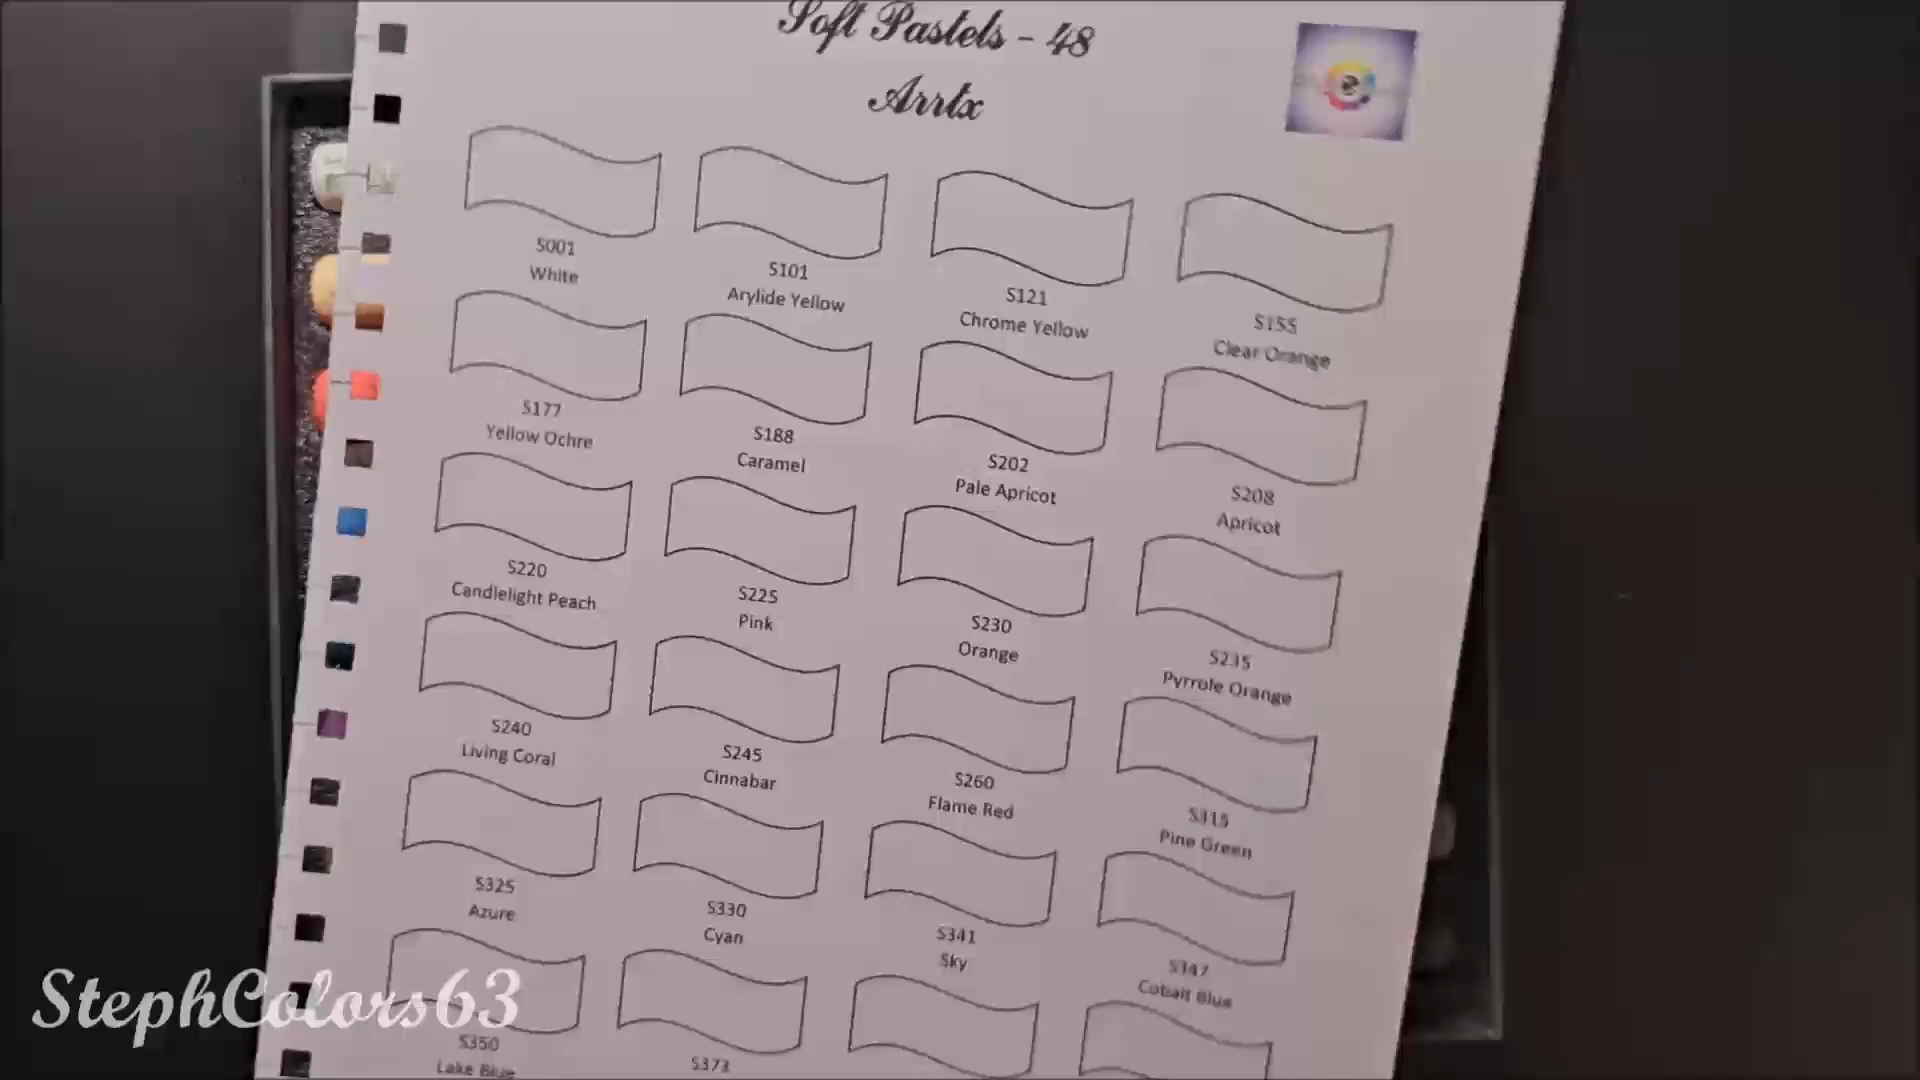 Soft Pastels - 48
Arrtx
S001
White
S101
Arylide Yellow
S121
Chrome Yellow
S155
Clear Orange
S177
Yellow Ochre
S188
Caramel
S202
Pale Apricot
S208
Apricot
S220
Candlelight Peach
S225
Pink
S230
Orange
S235
Pyrrole Orange
S240
Living Coral
S245
Cinnabar
S260
Flame Red
S315
Pine Green
S325
Azure
S330
Cyan
S341
Sky
S347
Cobalt Blue
S350
Lake Blue
S373
StephColors63